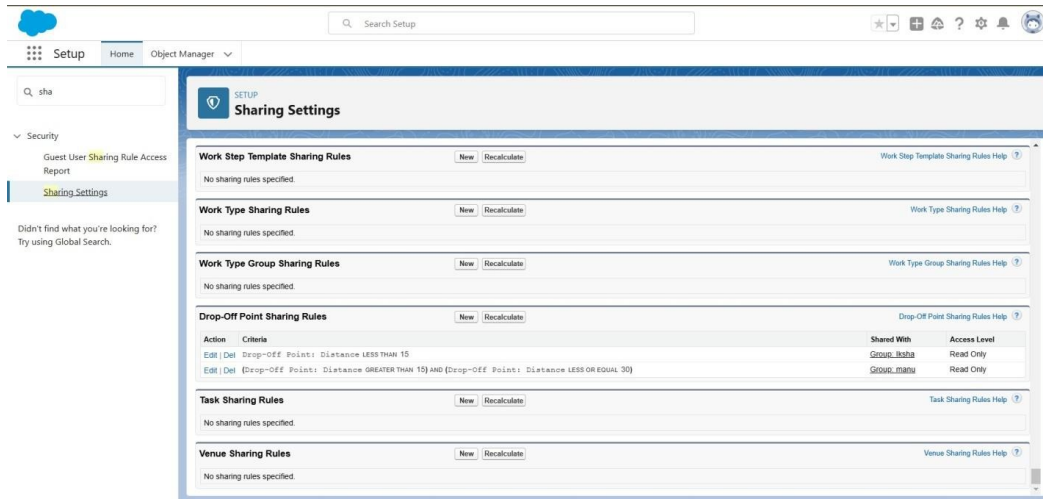 Search Setup
Setup Home Object Manager
sha
Security
Guest User Sharing Rule Access
Report
Sharing Settings
Didn't find what you're looking for?
Try using Global Search.
SETUP
Sharing Settings
Work Step Template Sharing Rules New Recalculate Work Step Template Sharing Rules Help ?
No sharing rules specified.
Work Type Sharing Rules New Recalculate Work Type Sharing Rules Help ?
No sharing rules specified.
Work Type Group Sharing Rules New Recalculate Work Type Group Sharing Rules Help ?
No sharing rules specified.
Drop-Off Point Sharing Rules New Recalculate Drop-Off Point Sharing Rules Help ?
Action Criteria Shared With Access Level
Edit | Del Drop-Off Point: Distance LESS THAN 15 Group: Iksha Read Only
Edit | Del (Drop-Off Point: Distance GREATER THAN 15) AND (Drop-Off Point: Distance LESS OR EQUAL 30) Group: manu Read Only
Task Sharing Rules New Recalculate Task Sharing Rules Help ?
No sharing rules specified.
Venue Sharing Rules New Recalculate Venue Sharing Rules Help ?
No sharing rules specified.